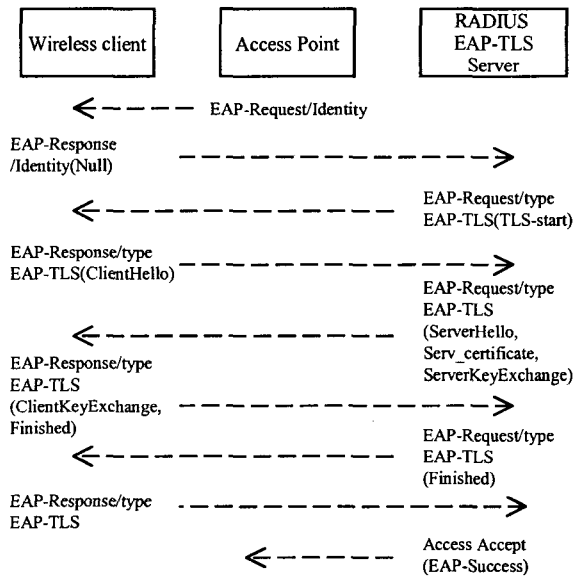 Wireless client
Access Point
RADIUS
EAP-TLS
Server
EAP-Request/Identity
EAP-Response
/Identity(Null)
EAP-Request/type
EAP-TLS(TLS-start)
EAP-Response/type
EAP-TLS(ClientHello)
EAP-Request/type
EAP-TLS
(ServerHello,
Serv_certificate,
ServerKeyExchange)
EAP-Response/type
EAP-TLS
(ClientKeyExchange,
Finished)
EAP-Request/type
EAP-TLS
(Finished)
EAP-Response/type
EAP-TLS
Access Accept
(EAP-Success)